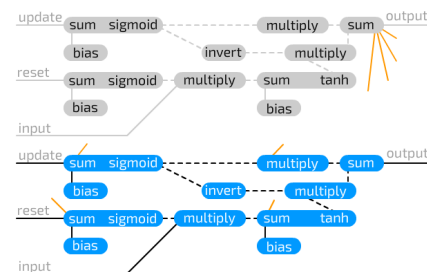 update sum sigmoid multiply sum output
bias invert multiply
reset sum sigmoid multiply sum tanh
bias bias
input
update sum sigmoid multiply sum output
bias invert multiply
reset sum sigmoid multiply sum tanh
bias bias
input